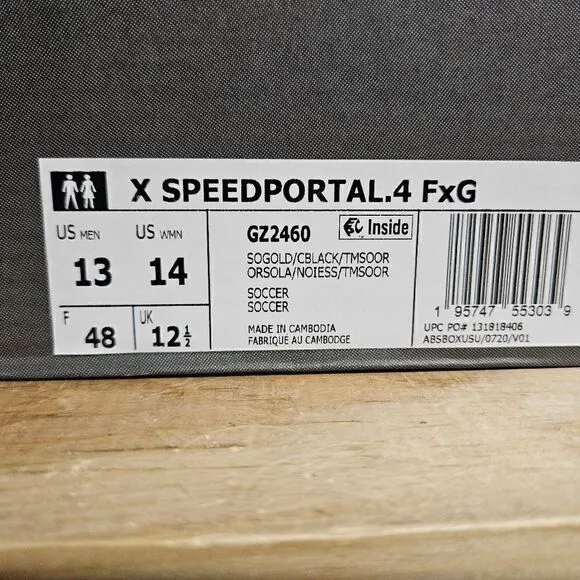 X SPEEDPORTAL.4 FxG
US MEN
13
US WMN
14
F
48
UK
12½
GZ2460
Inside
SOGOLD/CBLACK/TMSOOR
ORSOLA/NOIESS/TMSOOR
SOCCER
SOCCER
MADE IN CAMBODIA
FABRIQUE AU CAMBODGE
1 95747 55303 9
UPC PO# 131818406
ABSBOXUSU/0720/V01